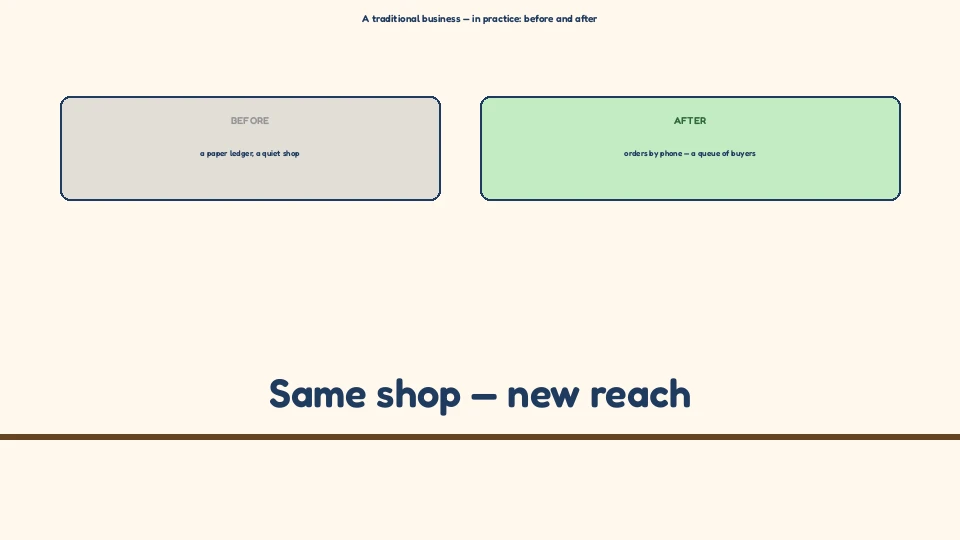 A traditional business — in practice: before and after
BEFORE
a paper ledger, a quiet shop
AFTER
orders by phone — a queue of buyers
Same shop — new reach